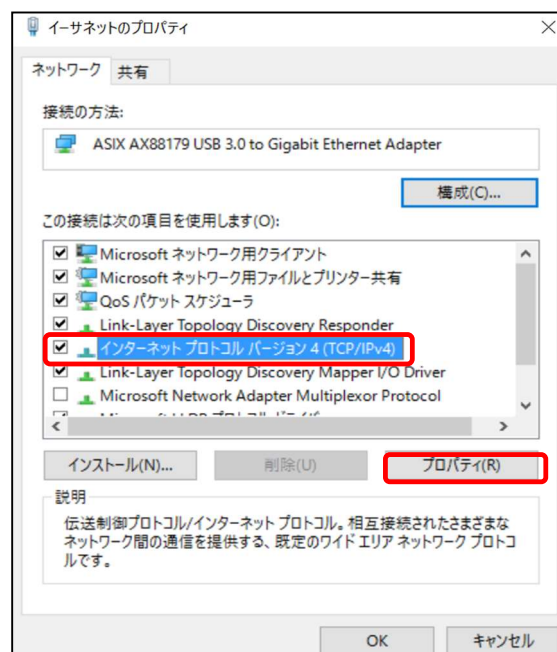 イーサネットのプロパティ
ネットワーク 共有
接続の方法:
ASIX AX88179 USB 3.0 to Gigabit Ethernet Adapter
構成(C)...
この接続は次の項目を使用します(O):
Microsoft ネットワーク用クライアント
Microsoft ネットワーク用ファイルとプリンター共有
QoS パケット スケジューラ
Link-Layer Topology Discovery Responder
インターネット プロトコル バージョン 4 (TCP/IPv4)
Link-Layer Topology Discovery Mapper I/O Driver
Microsoft Network Adapter Multiplexor Protocol
インストール(N)... 削除(U) プロパティ(R)
説明
伝送制御プロトコル/インターネット プロトコル。相互接続されたさまざまな
ネットワーク間の通信を提供する、既定のワイド エリア ネットワーク プロトコ
ルです。
OK キャンセル